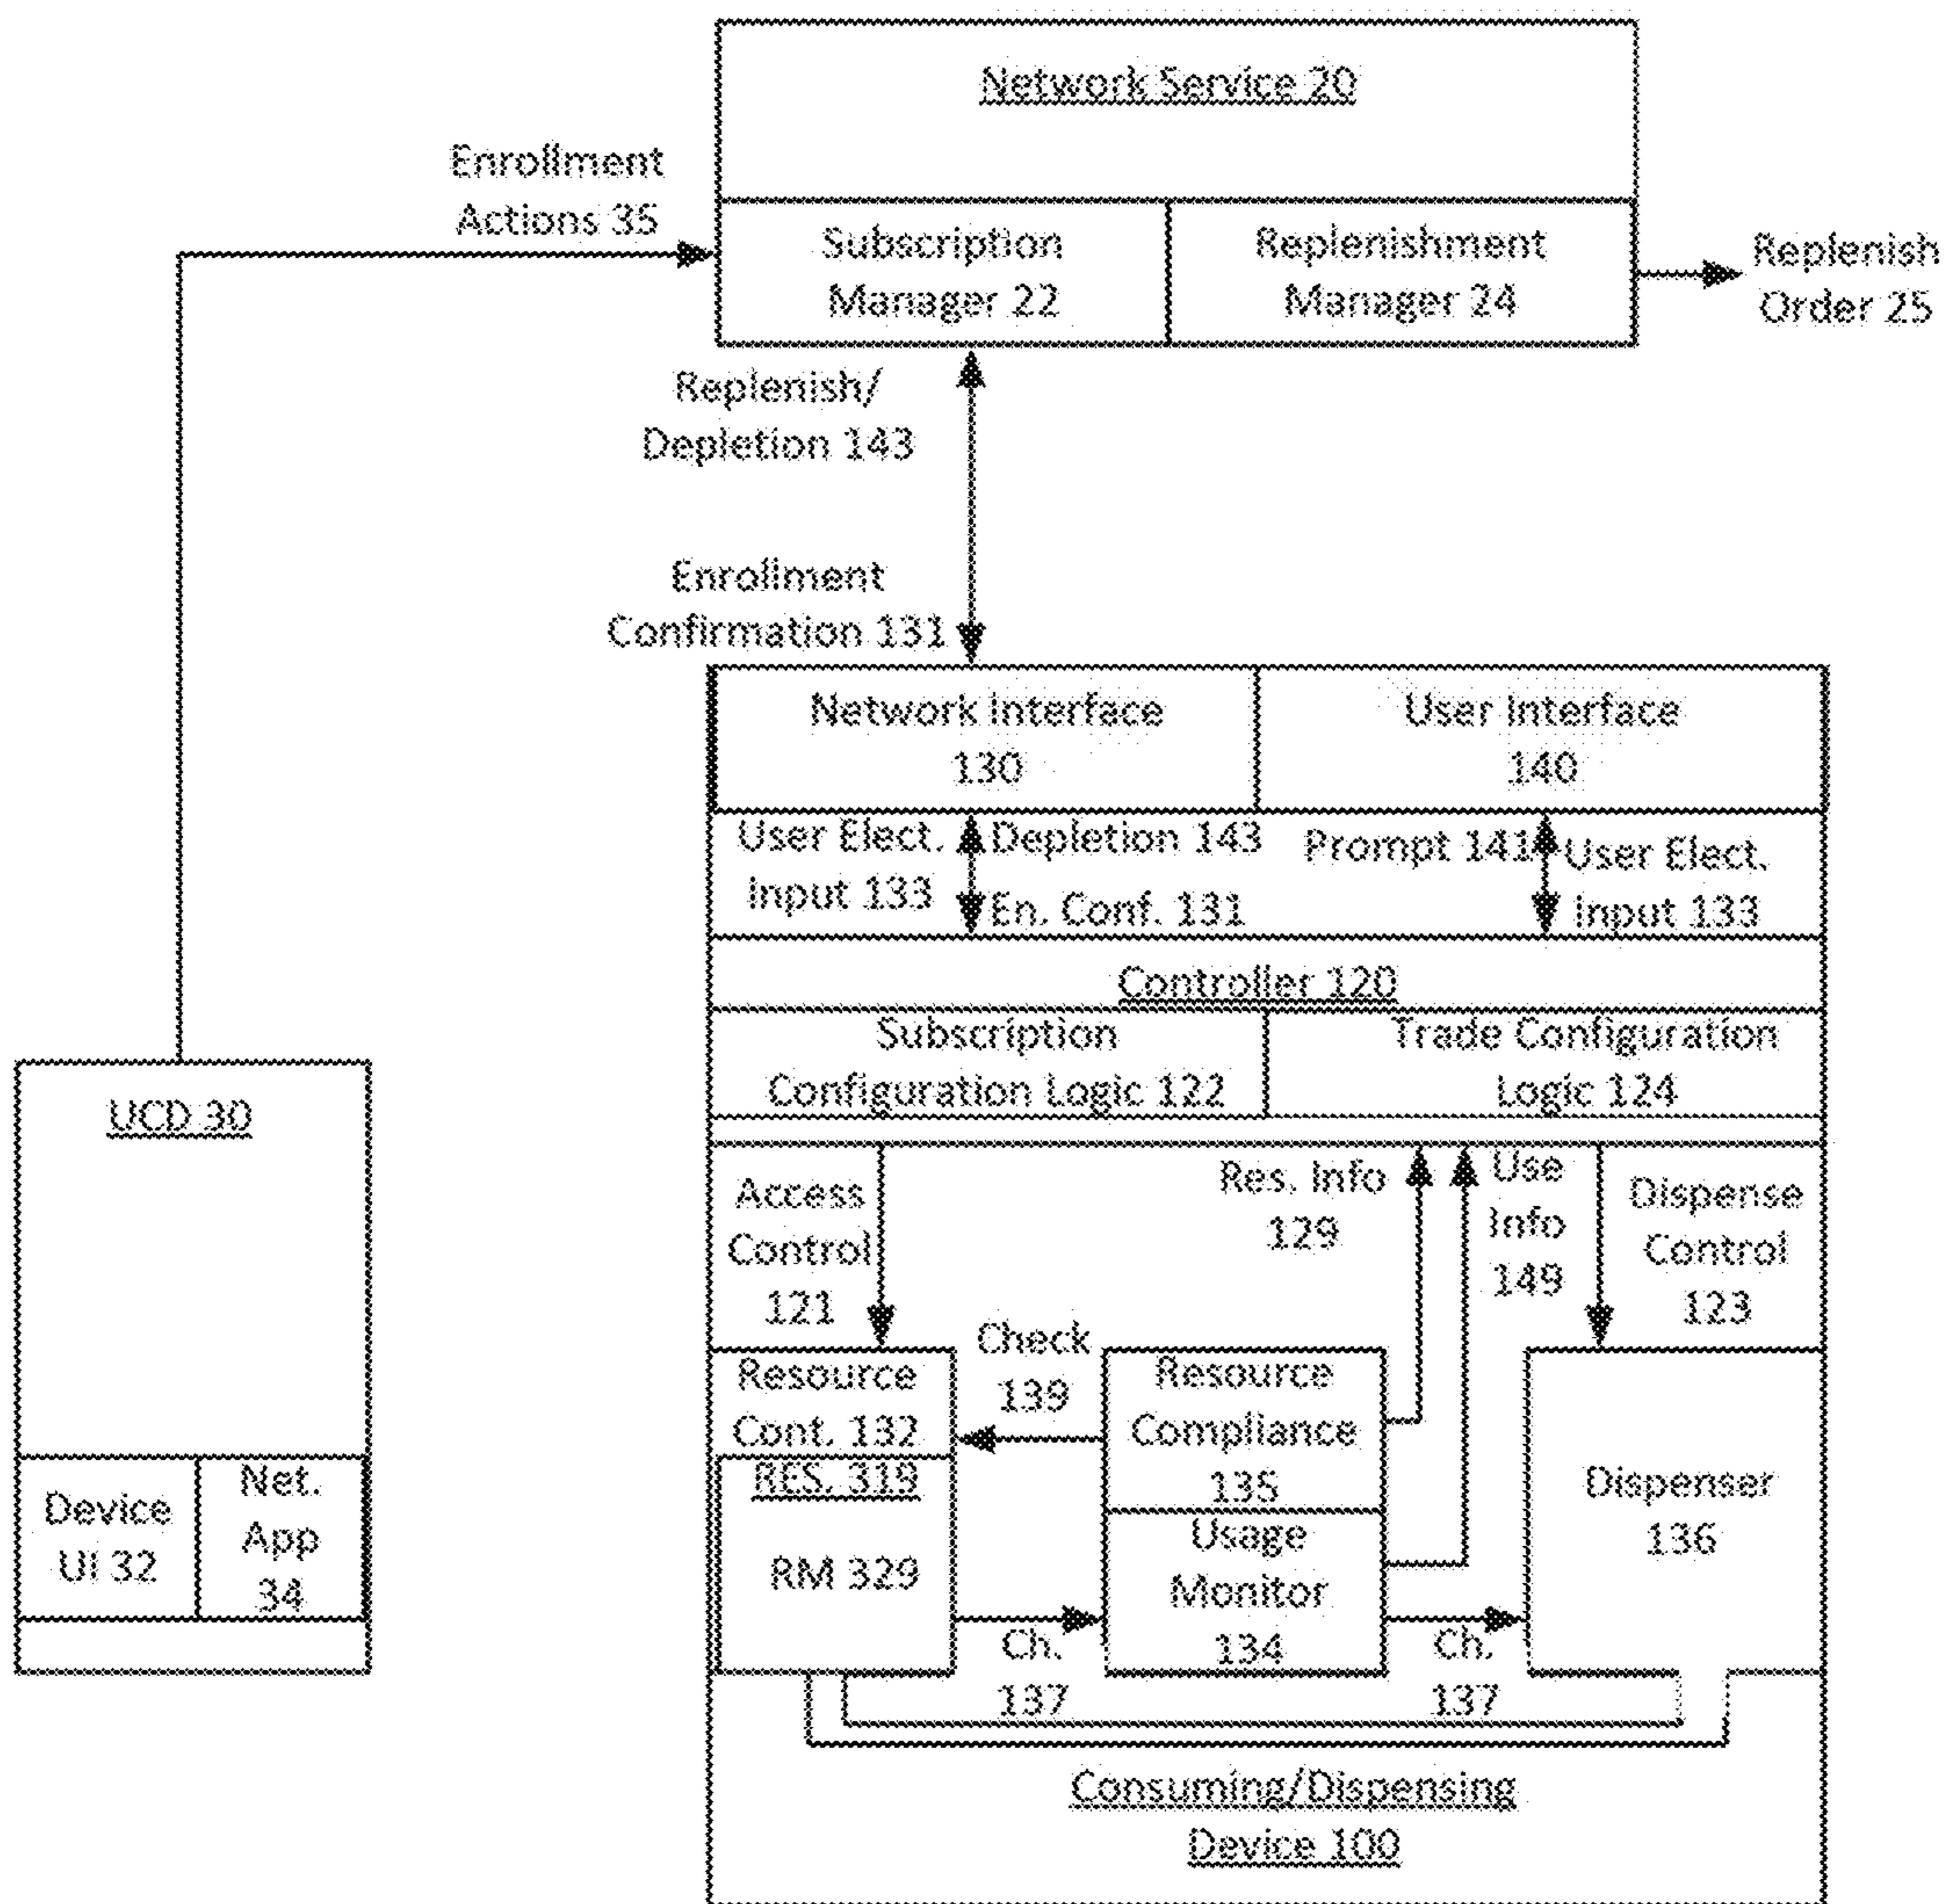 Network Service 20
Enrollment
Actions 35
Subscription
Manager 22
Replenishment
Manager 24
Replenish
Order 25
Replenish/
Depletion 143
Enrollment
Confirmation 131
Network Interface
130
User Interface
140
User Elect.
Input 133
Depletion 143
En. Conf. 131
Prompt 141
User Elect.
Input 133
Controller 120
Subscription
Configuration Logic 122
Trade Configuration
Logic 124
UCD 30
Device
UI 32
Net.
App
34
Access
Control
121
Res. Info
129
Use
Info
149
Dispense
Control
123
Check
139
Resource
Cont. 132
RES. 319
RM 329
Resource
Compliance
135
Usage
Monitor
134
Dispenser
136
Ch.
137
Ch.
137
Consuming/Dispensing
Device 100